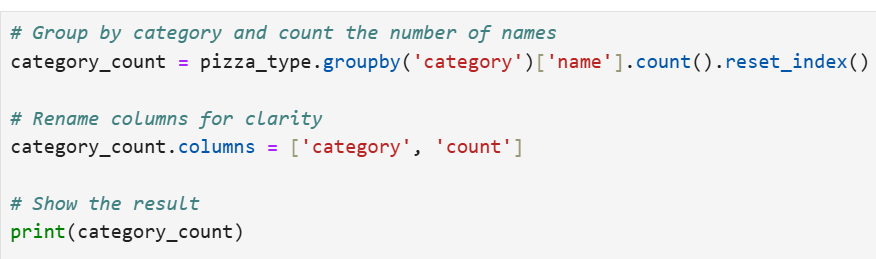 # Group by category and count the number of names
category_count = pizza_type.groupby('category')['name'].count().reset_index()
# Rename columns for clarity
category_count.columns = ['category', 'count']
# Show the result
print(category_count)